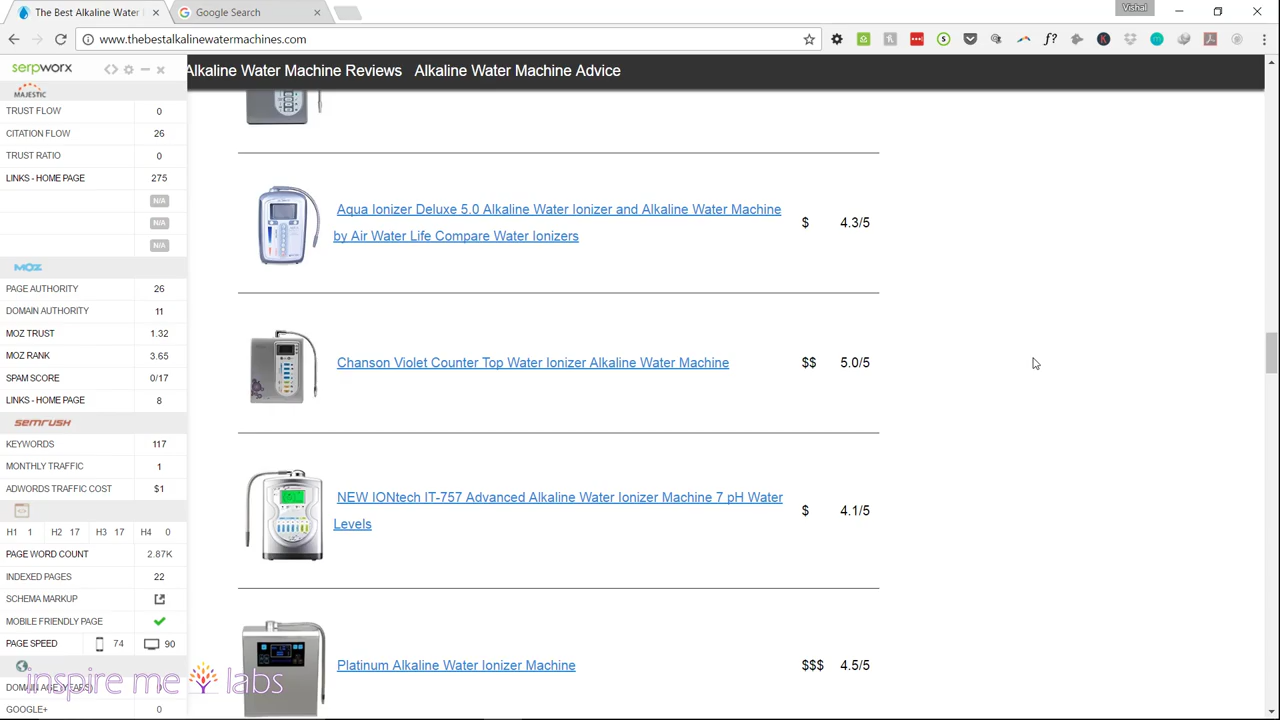 The Best Alkaline Water
Google Search
Vishal
www.thebestalkalinewatermachines.com
serpworx
MAJESTIC
TRUST FLOW 0
CITATION FLOW 26
TRUST RATIO 0
LINKS - HOME PAGE 275
N/A
N/A
N/A
MOZ
PAGE AUTHORITY 26
DOMAIN AUTHORITY 11
MOZ TRUST 1.32
MOZ RANK 3.65
SPAM SCORE 0/17
LINKS - HOME PAGE 8
semrush
KEYWORDS 117
MONTHLY TRAFFIC 1
ADWORDS TRAFFIC COST $1
H1 1 H2 17 H3 17 H4 0
PAGE WORD COUNT 2.87K
INDEXED PAGES 22
SCHEMA MARKUP
MOBILE FRIENDLY PAGE
PAGE SPEED 74 90
inspire me labs
GOOGLE+ 0
Alkaline Water Machine Reviews Alkaline Water Machine Advice
Aqua Ionizer Deluxe 5.0 Alkaline Water Ionizer and Alkaline Water Machine
by Air Water Life Compare Water Ionizers
$ 4.3/5
Chanson Violet Counter Top Water Ionizer Alkaline Water Machine $$ 5.0/5
NEW IONtech IT-757 Advanced Alkaline Water Ionizer Machine 7 pH Water
Levels
$ 4.1/5
Platinum Alkaline Water Ionizer Machine $$$ 4.5/5